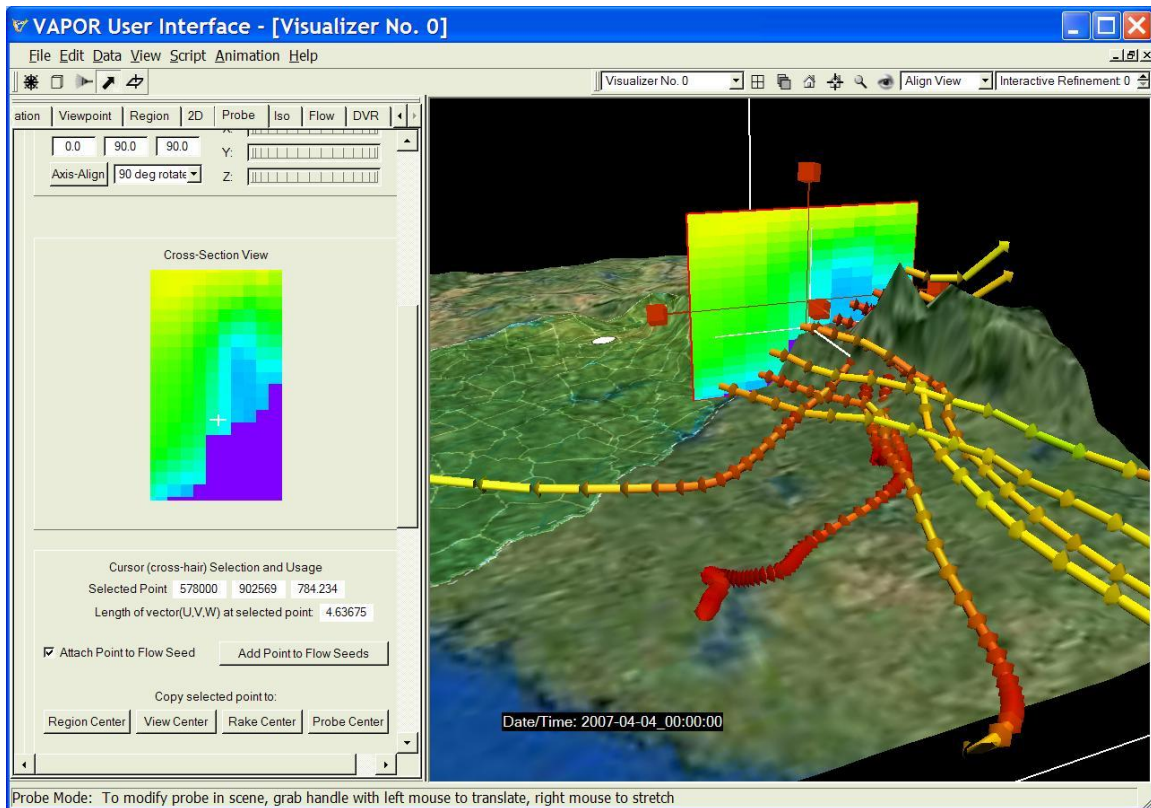 VAPOR User Interface - [Visualizer No. 0]
File Edit Data View Script Animation Help
Visualizer No. 0 Align View Interactive Refinement: 0
ation Viewpoint Region 2D Probe Iso Flow DVR
0.0 90.0 90.0
Y:
Axis-Align 90 deg rotate Z:
Cross-Section View
Cursor (cross-hair) Selection and Usage
Selected Point 578000 902569 784.234
Length of vector(U,V,W) at selected point: 4.63675
Attach Point to Flow Seed Add Point to Flow Seeds
Copy selected point to:
Region Center View Center Rake Center Probe Center
Date/Time: 2007-04-04_00:00:00
Probe Mode: To modify probe in scene, grab handle with left mouse to translate, right mouse to stretch